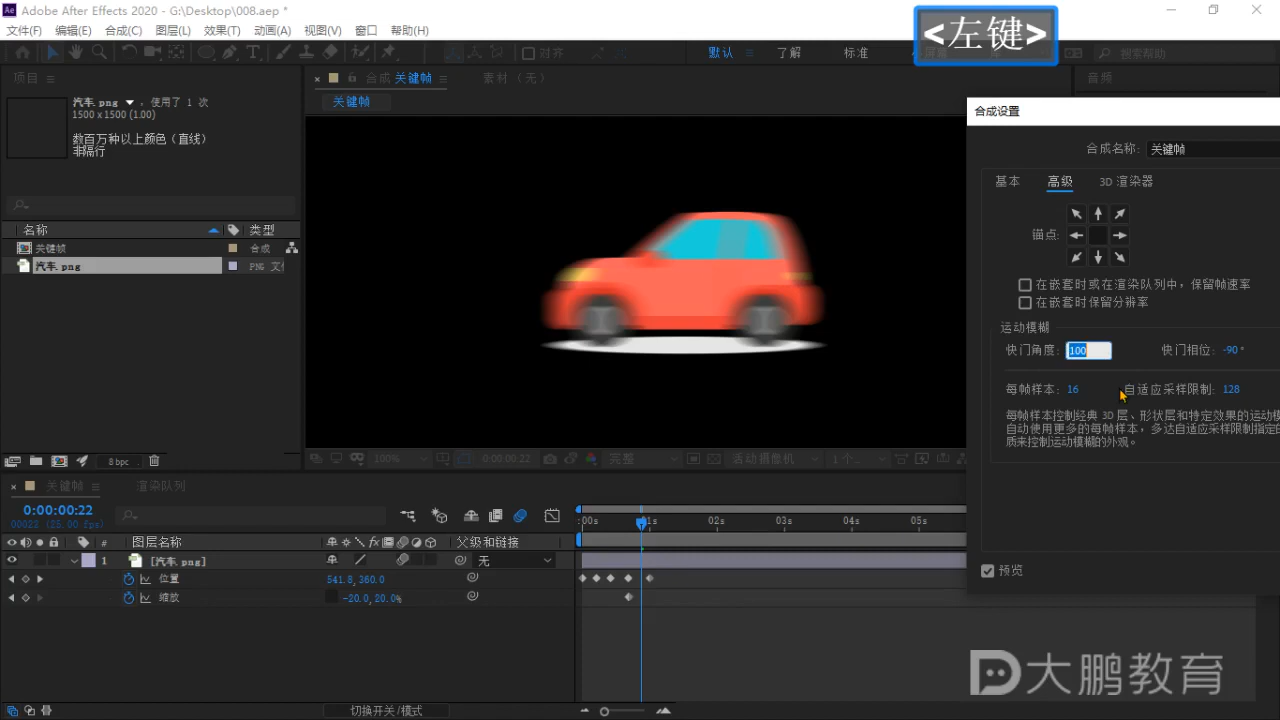 Adobe After Effects 2020 - G:\Desktop\008.aep *
<左键>
文件(F) 编辑(E) 合成(C) 图层(L) 效果(T) 动画(A) 视图(V) 窗口 帮助(H)
对齐 默认 了解 标准 搜索帮助
项目
合成 关键帧 素材（无）
音频
关键帧
汽车.png ，使用了 1 次
1500 x 1500 (1.00)
数百万种以上颜色（直线）
非隔行
合成设置
合成名称: 关键帧
基本 高级 3D 渲染器
锚点:
在嵌套时或在渲染队列中，保留帧速率
在嵌套时保留分辨率
运动模糊
快门角度: 100 快门相位: -90°
每帧样本: 16 自适应采样限制: 128
每帧样本控制经典 3D 层、形状层和特定效果的运动模
自动使用更多的每帧样本，多达自适应采样限制指定的
质来控制运动模糊的外观。
预览
名称 类型
关键帧 合成
汽车.png PNG 文
8 bpc
100% 0:00:00:22 完整 活动摄像机 1个...
关键帧 渲染队列
0:00:00:22
00022 (25.00 fps)
:00s 01s 02s 03s 04s 05s
# 图层名称 fx 父级和链接
1 [汽车.png] 无
位置 541.8,360.0
缩放 -20.0,20.0%
切换开关/模式
大鹏教育